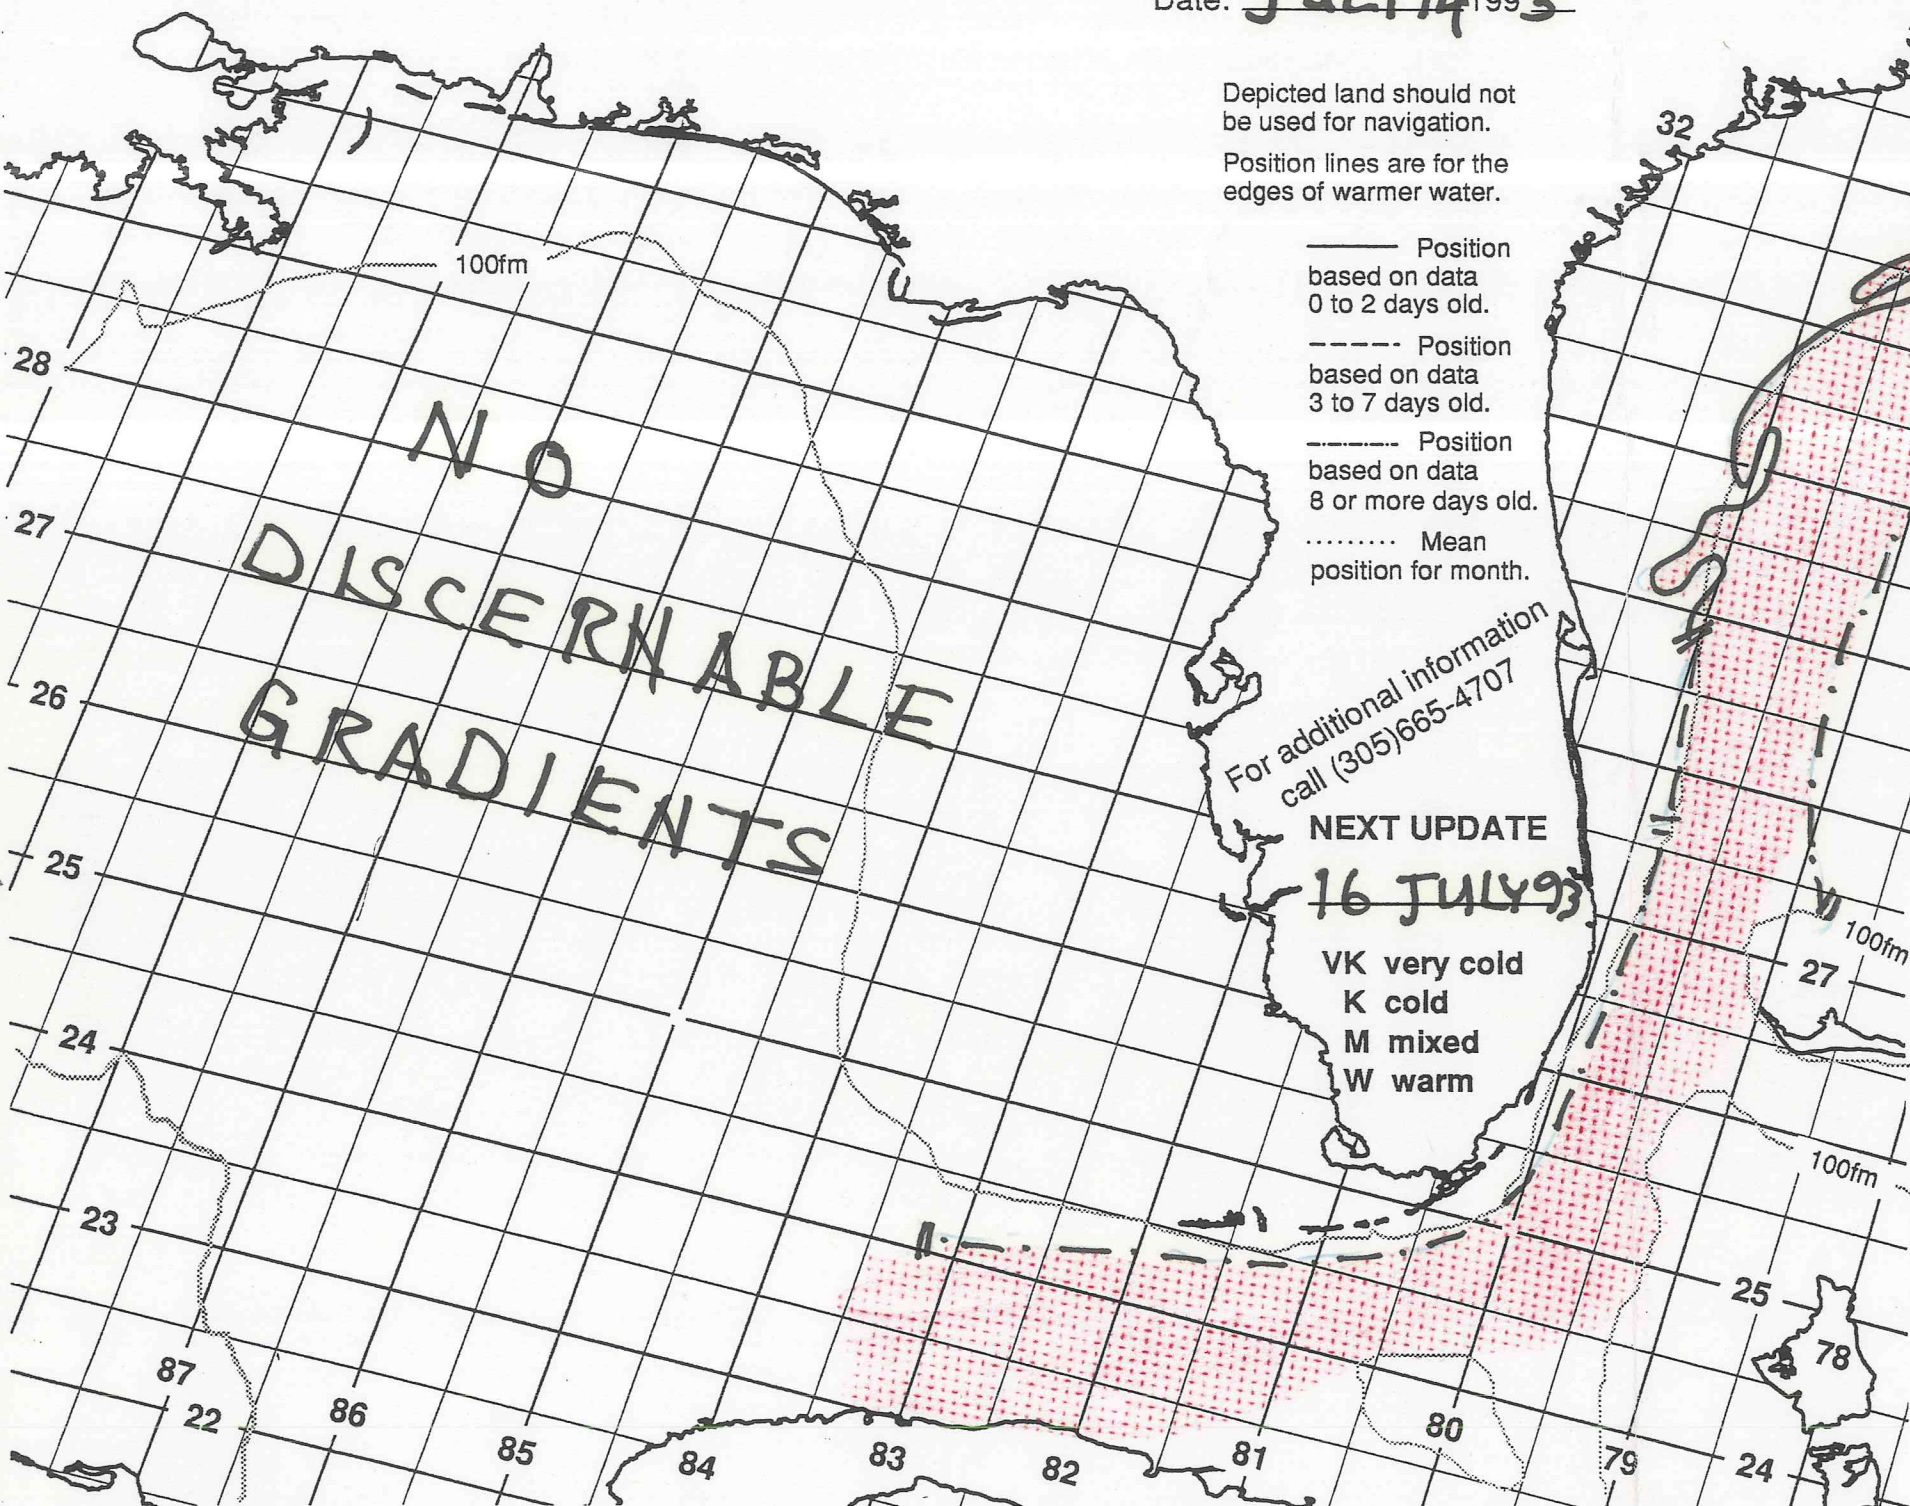 Date: JULY 14 1993
Depicted land should not
be used for navigation.
Position lines are for the
edges of warmer water.
Position
based on data
0 to 2 days old.
Position
based on data
3 to 7 days old.
Position
based on data
8 or more days old.
Mean
position for month.
For additional information
call (305)665-4707
NEXT UPDATE
16 JULY 93
VK very cold
K cold
M mixed
W warm
NO
DISCERNABLE
GRADIENTS
100fm
100fm
100fm
32
28
27
26
25
24
23
22
27
25
24
87
86
85
84
83
82
81
80
79
78